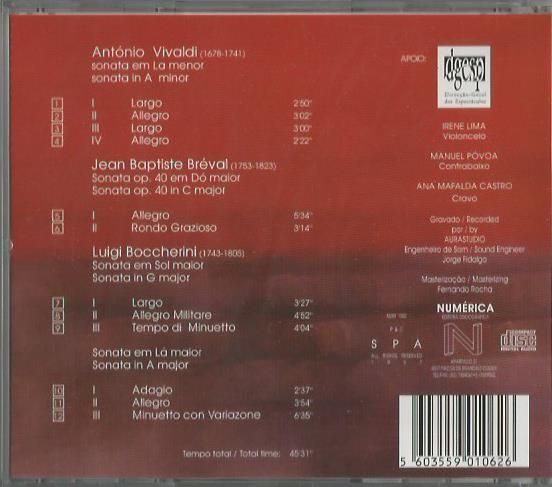 António Vivaldi (1678-1741)
sonata em La menor
sonata in A minor
1 I Largo 2'50"
2 II Allegro 3'02"
3 III Largo 3'00"
4 IV Allegro 2'22"
Jean Baptiste Bréval (1753-1823)
Sonata op. 40 em Dó maior
Sonata op. 40 in C major
5 I Allegro 5'34"
6 II Rondo Grazioso 3'14"
Luigi Boccherini (1743-1805)
Sonata em Sol maior
Sonata in G major
7 I Largo 3'27"
8 II Allegro Militare 4'52"
9 III Tempo di Minuetto 4'04"
Sonata em Lá maior
Sonata in A major
10 I Adagio 2'37"
11 II Allegro 3'54"
12 III Minuetto con Variazone 6'35"
Tempo total / Total time: 45'31"
APOIO:
dgesp
Direcção-Geral
dos Espectáculos
IRENE LIMA
Violoncelo
MANUEL PÓVOA
Contrabaixo
ANA MAFALDA CASTRO
Cravo
Gravado / Recorded
por / by
AURASTUDIO
Engenheiro de Som / Sound Engineer
Jorge Fidalgo
Masterização / Mastering
Fernando Rocha
NUMÉRICA
EDITORA DISCOGRÁFICA
P & C
S P A
ALL RIGHTS RESERVED
N
COMPACT
disc
DIGITAL AUDIO
5 603559 010626